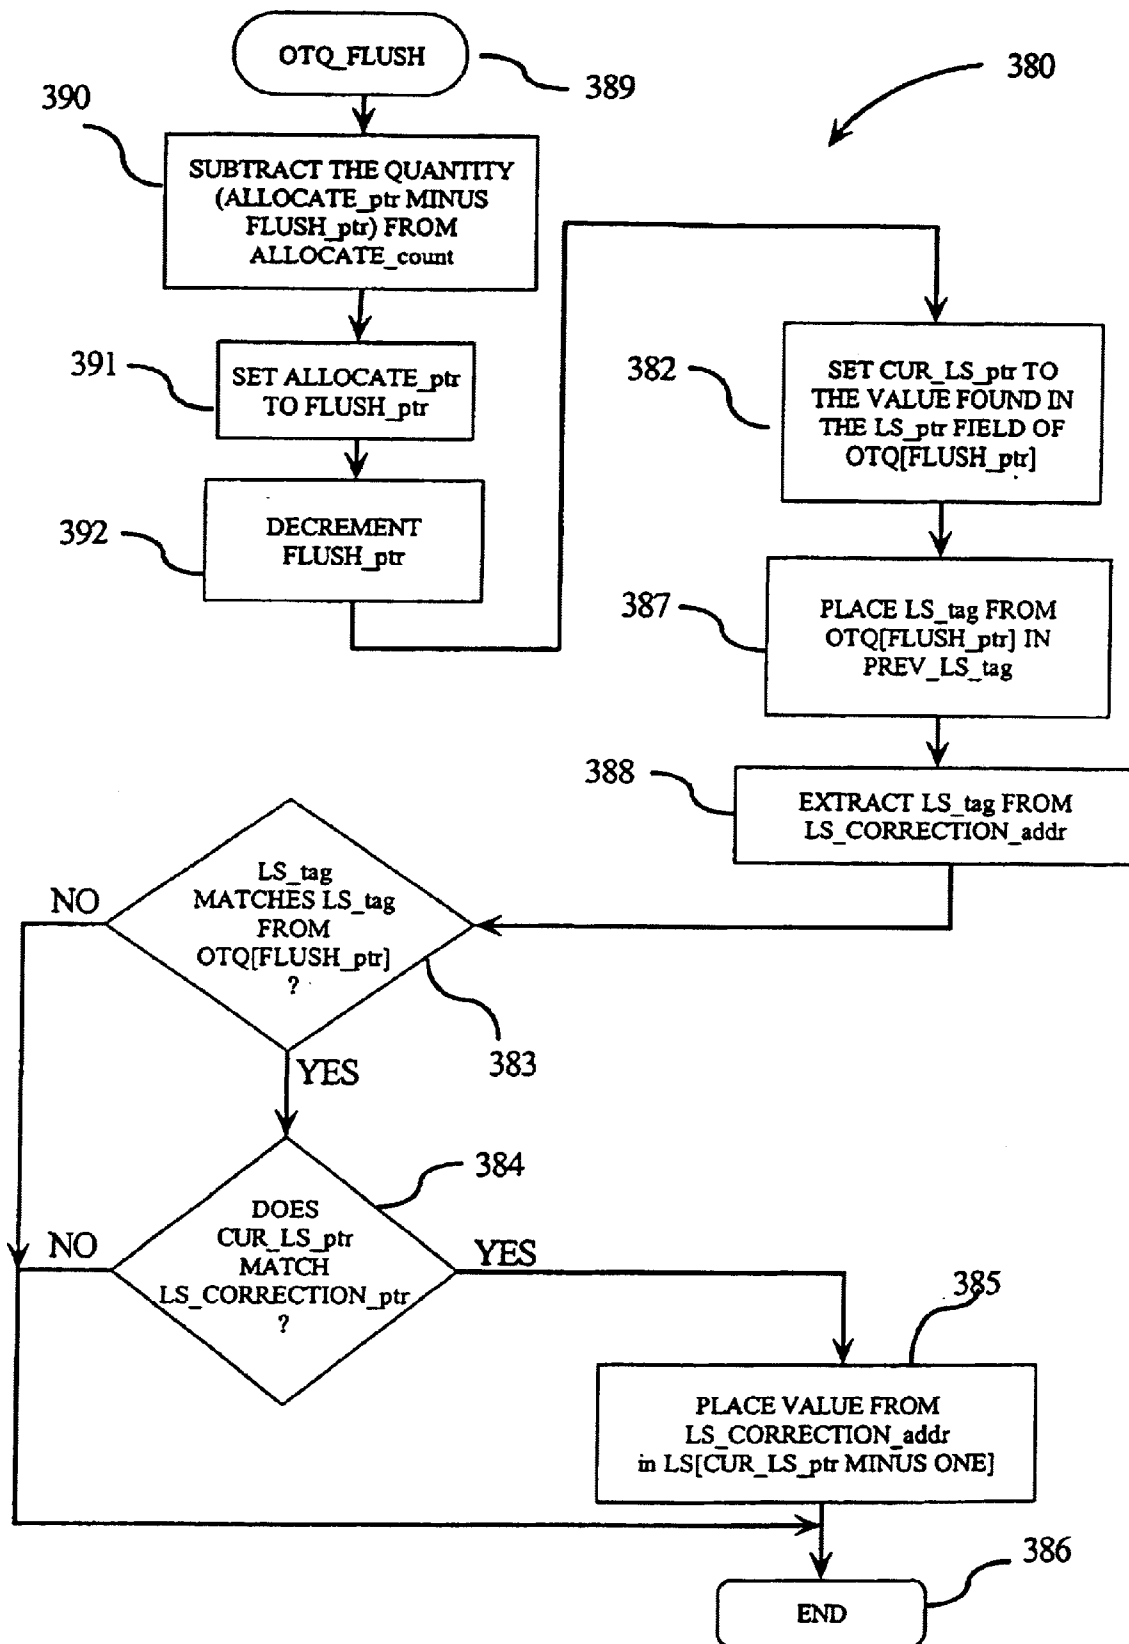 OTQ_FLUSH
389
380
390
SUBTRACT THE QUANTITY
(ALLOCATE_ptr MINUS
FLUSH_ptr) FROM
ALLOCATE_count
391
SET ALLOCATE_ptr
TO FLUSH_ptr
392
DECREMENT
FLUSH_ptr
382
SET CUR_LS_ptr TO
THE VALUE FOUND IN
THE LS_ptr FIELD OF
OTQ[FLUSH_ptr]
387
PLACE LS_tag FROM
OTQ[FLUSH_ptr] IN
PREV_LS_tag
388
EXTRACT LS_tag FROM
LS_CORRECTION_addr
NO
LS_tag
MATCHES LS_tag
FROM
OTQ[FLUSH_ptr]
?
383
YES
384
NO
DOES
CUR_LS_ptr
MATCH
LS_CORRECTION_ptr
?
YES
385
PLACE VALUE FROM
LS_CORRECTION_addr
in LS[CUR_LS_ptr MINUS ONE]
386
END